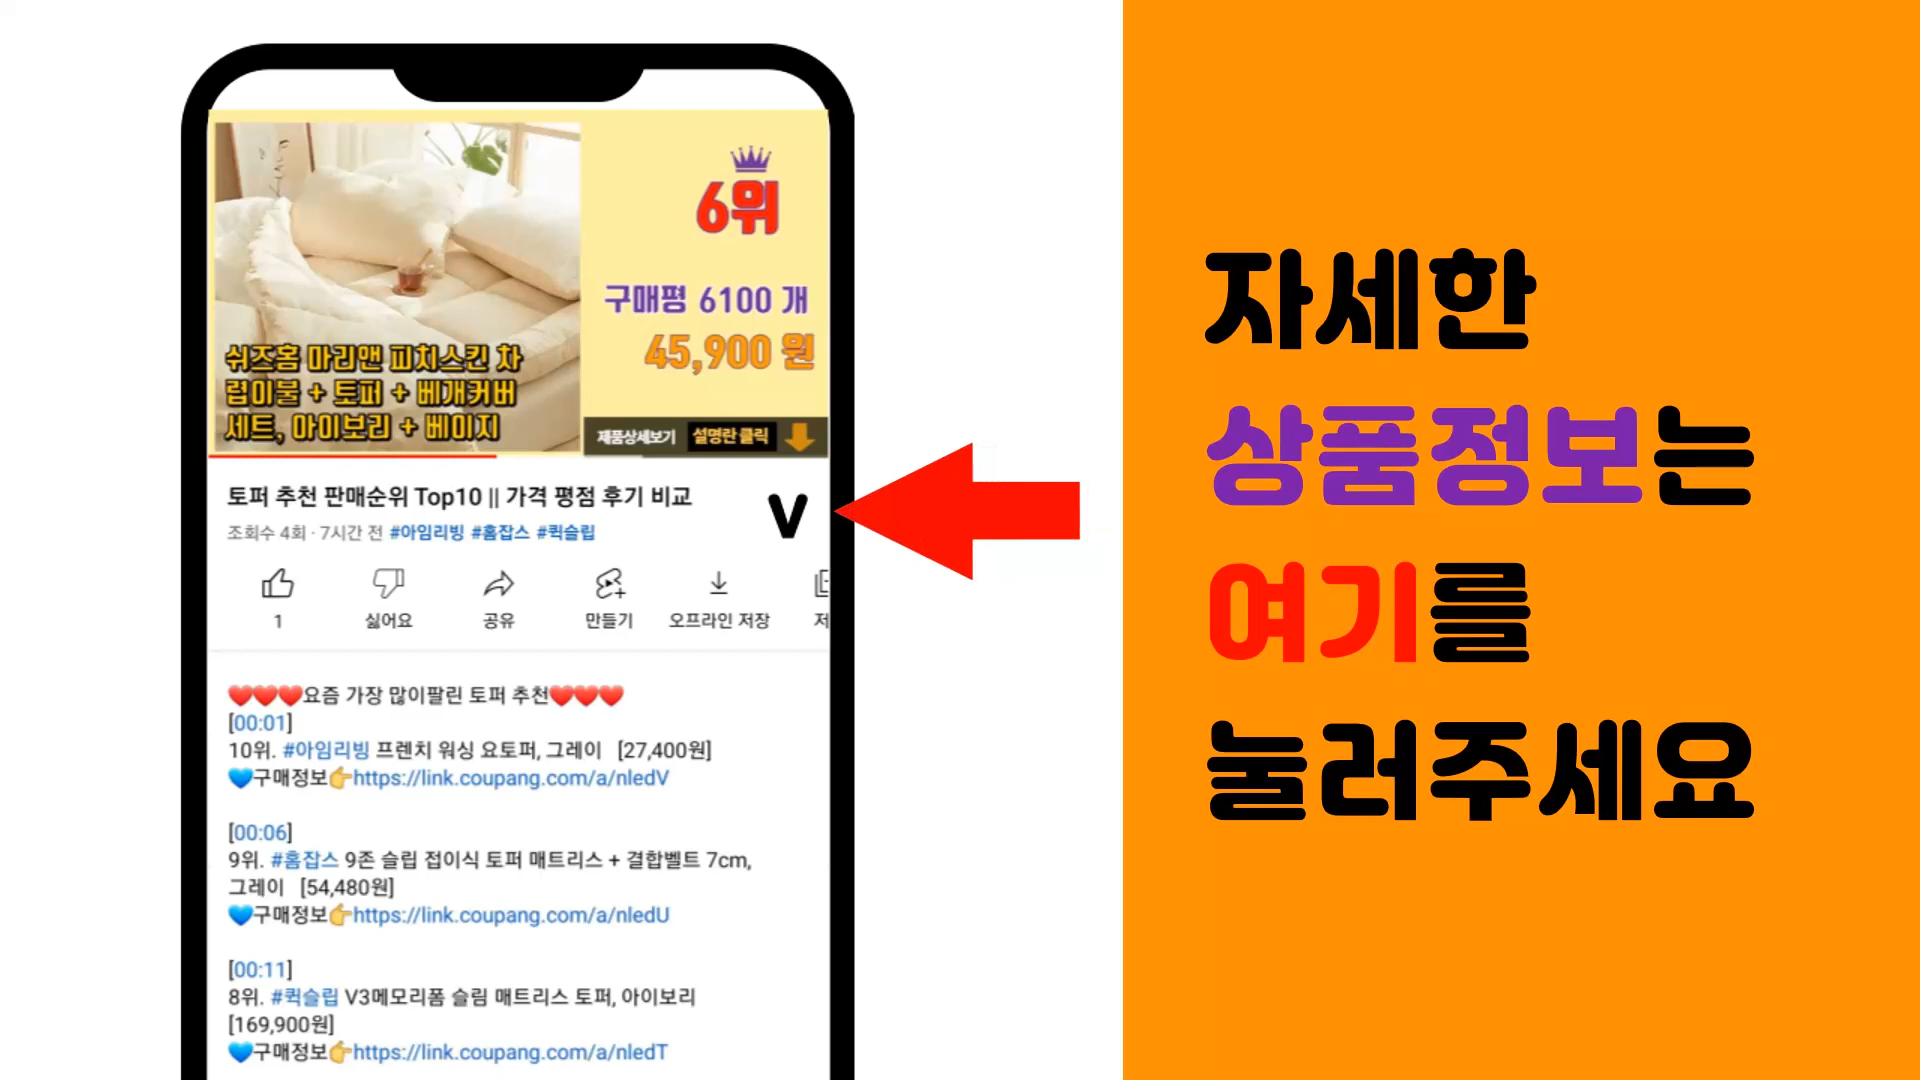 6위
구매평 6100 개
45,900 원
쉬즈홈 마리앤 피치스킨 차
렵이불 + 토퍼 + 베개커버
세트, 아이보리 + 베이지
제품상세보기 설명란 클릭
토퍼 추천 판매순위 Top10 || 가격 평점 후기 비교
조회수 4회 · 7시간 전 #아임리빙 #홈잡스 #퀵슬립
V
1 싫어요 공유 만들기 오프라인 저장 저
❤️❤️❤️요즘 가장 많이팔린 토퍼 추천❤️❤️❤️
[00:01]
10위. #아임리빙 프렌치 워싱 요토퍼, 그레이 [27,400원]
💙구매정보👉https://link.coupang.com/a/nledV
[00:06]
9위. #홈잡스 9존 슬립 접이식 토퍼 매트리스 + 결합벨트 7cm,
그레이 [54,480원]
💙구매정보👉https://link.coupang.com/a/nledU
[00:11]
8위. #퀵슬립 V3메모리폼 슬림 매트리스 토퍼, 아이보리
[169,900원]
💙구매정보👉https://link.coupang.com/a/nledT
자세한
상품정보는
여기를
눌러주세요